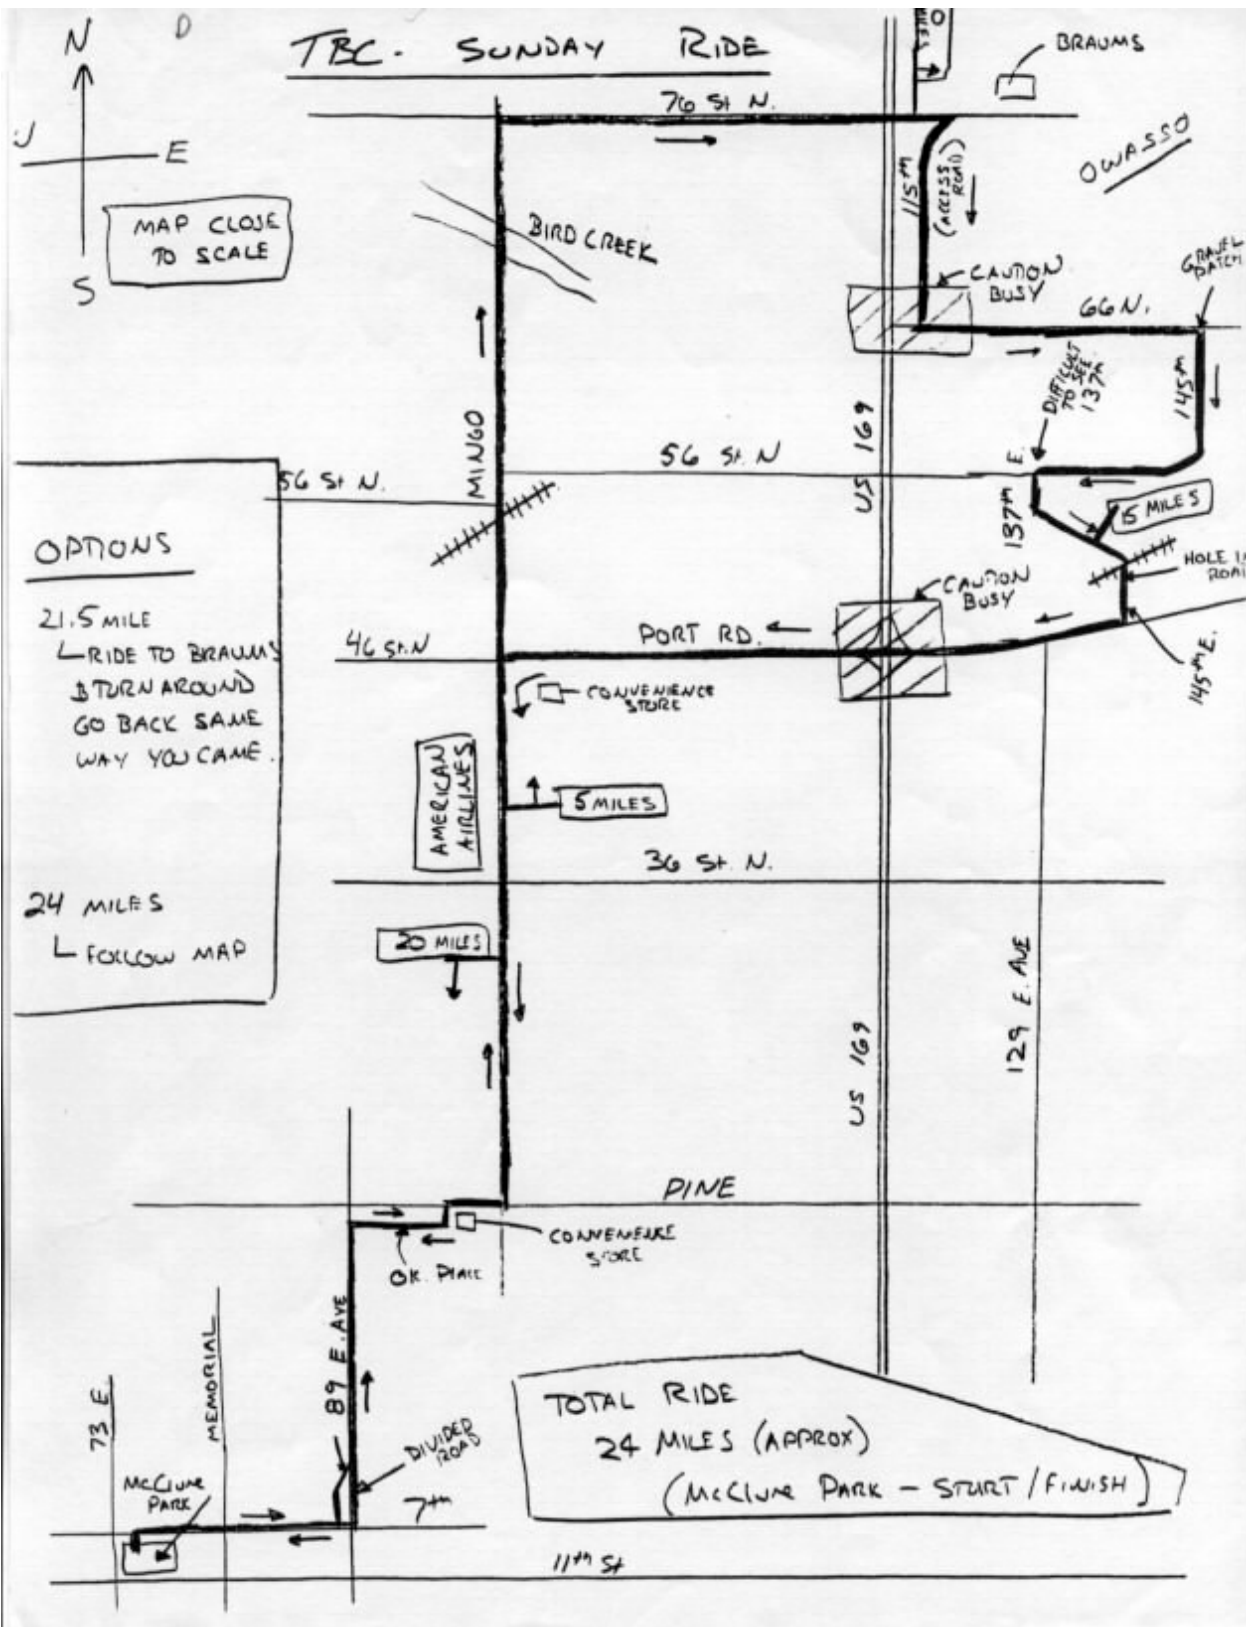 N
D
TBC. SUNDAY RIDE
BRAUMS
76 St N.
E
OWASSO
115th
(ACCESS
ROAD)
MAP CLOSE
TO SCALE
S
BIRD CREEK
CAUTION
BUSY
GRAVEL
PATCH
66 N.
DIFFICULT
TO SEE
137th
145th
MINGO
US 169
56 St. N
56 St N.
137th E.
15 MILES
HOLE IN
ROAD
OPTIONS
21.5 MILE
RIDE TO BRAUMS
& TURN AROUND
GO BACK SAME
WAY YOU CAME.
24 MILES
FOLLOW MAP
CAUTION
BUSY
PORT RD.
46 St. N
145th E.
CONVENIENCE
STORE
AMERICAN
AIRLINES
5 MILES
36 St. N.
20 MILES
US 169
129 E. AVE
PINE
CONVENIENCE
STORE
OK. PLACE
89 E. AVE
MEMORIAL
73 E
DIVIDED
ROAD
McClure
PARK
7th
11th St
TOTAL RIDE
24 MILES (APPROX)
(McClure PARK - START / FINISH)